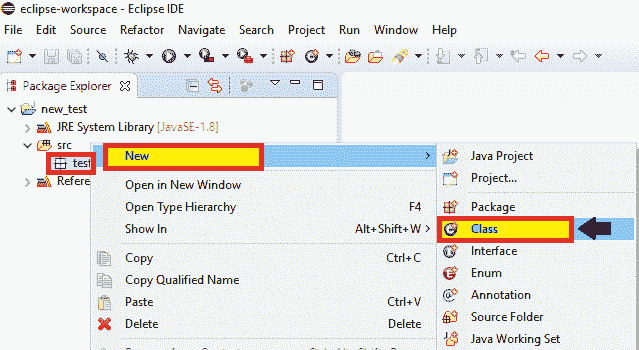 eclipse-workspace - Eclipse IDE
File Edit Source Refactor Navigate Search Project Run Window Help
Package Explorer
new_test
JRE System Library [JavaSE-1.8]
src
test
Refere
New
Open in New Window
Open Type Hierarchy F4
Show In Alt+Shift+W
Copy Ctrl+C
Copy Qualified Name
Paste Ctrl+V
Delete Delete
Java Project
Project...
Package
Class
Interface
Enum
Annotation
Source Folder
Java Working Set